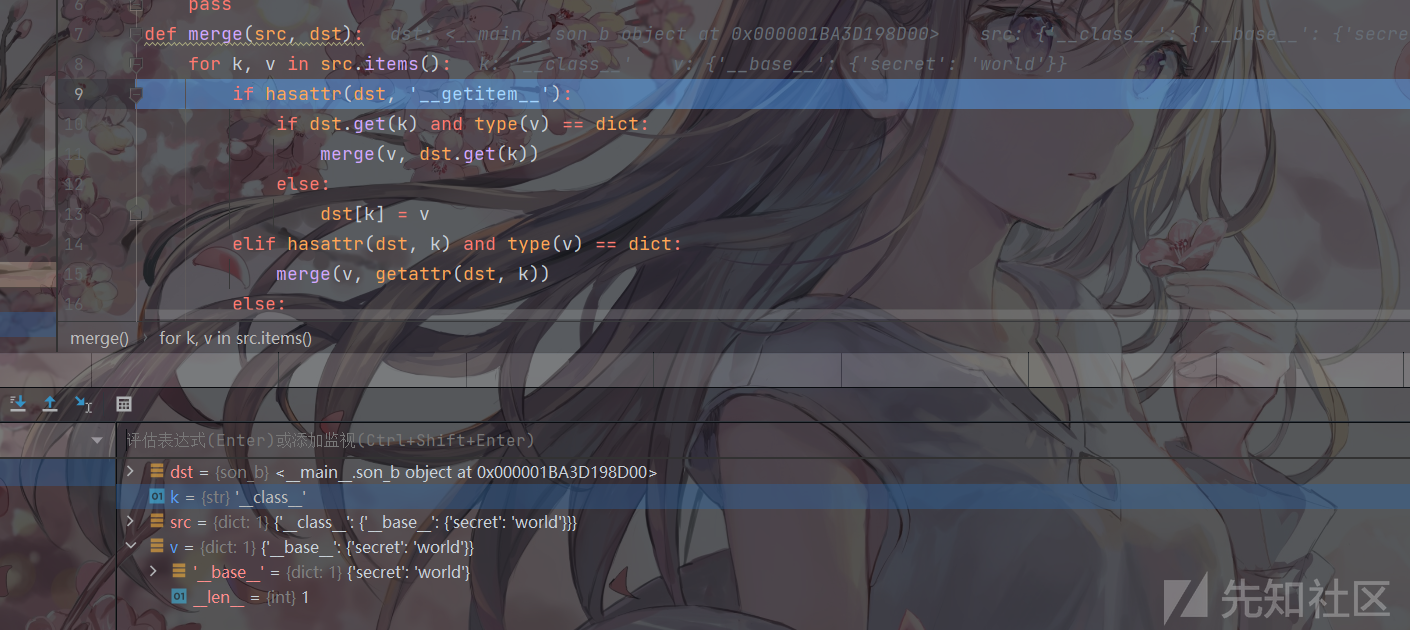 6 pass
7 def merge(src, dst): dst: <__main__.son_b object at 0x000001BA3D198D00> src: {'__class__': {'__base__': {'secre
8 for k, v in src.items(): k: '__class__' v: {'__base__': {'secret': 'world'}}
9 if hasattr(dst, '__getitem__'):
10 if dst.get(k) and type(v) == dict:
11 merge(v, dst.get(k))
12 else:
13 dst[k] = v
14 elif hasattr(dst, k) and type(v) == dict:
15 merge(v, getattr(dst, k))
16 else:
merge() › for k, v in src.items()
评估表达式(Enter)或添加监视(Ctrl+Shift+Enter)
dst = {son_b} <__main__.son_b object at 0x000001BA3D198D00>
01 k = {str} '__class__'
src = {dict: 1} {'__class__': {'__base__': {'secret': 'world'}}}
v = {dict: 1} {'__base__': {'secret': 'world'}}
'__base__' = {dict: 1} {'secret': 'world'}
01 __len__ = {int} 1
先知社区